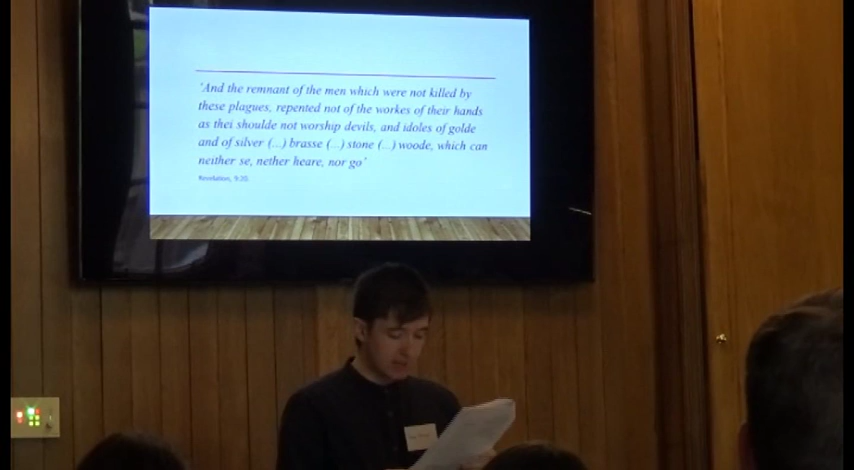 ‘And the remnant of the men which were not killed by
these plagues, repented not of the workes of their hands
as thei shoulde not worship devils, and idoles of golde
and of silver (...) brasse (...) stone (...) woode, which can
neither se, nether heare, nor go’
Revelation, 9:20.